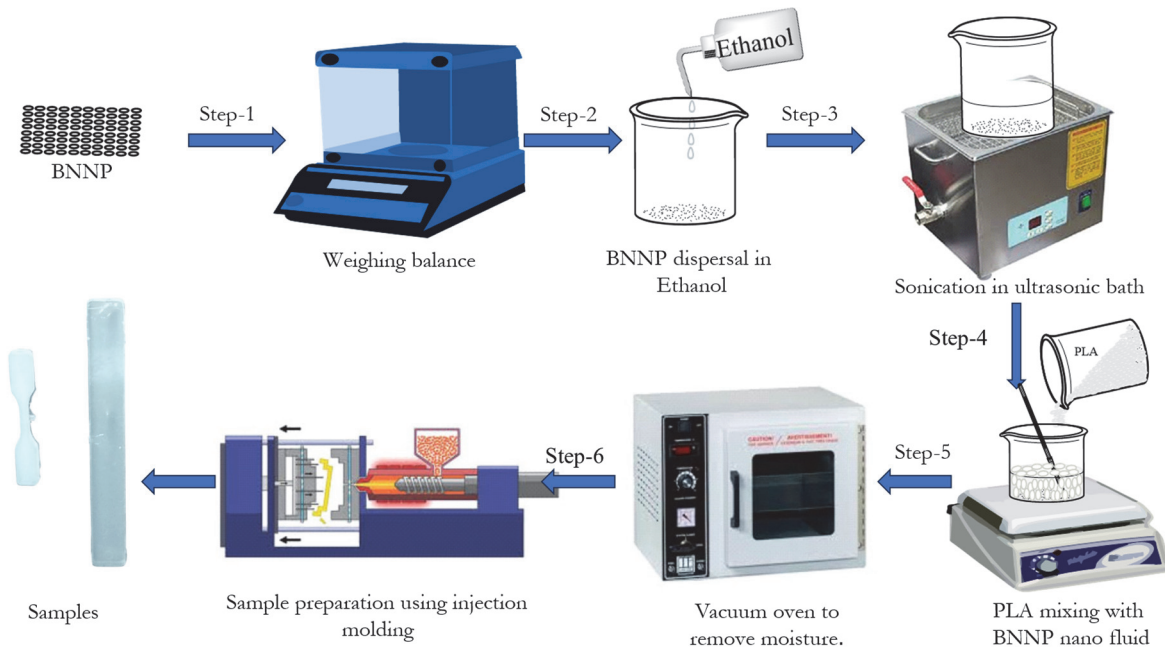 Ethanol
Step-1
Step-2
Step-3
BNNP
Weighing balance
BNNP dispersal in
Ethanol
Sonication in ultrasonic bath
Step-4
PLA
Step-5
Step-6
CAUTION
AVERTISSEMENT!
Samples
Sample preparation using injection
molding
Vacuum oven to
remove moisture.
PLA mixing with
BNNP nano fluid